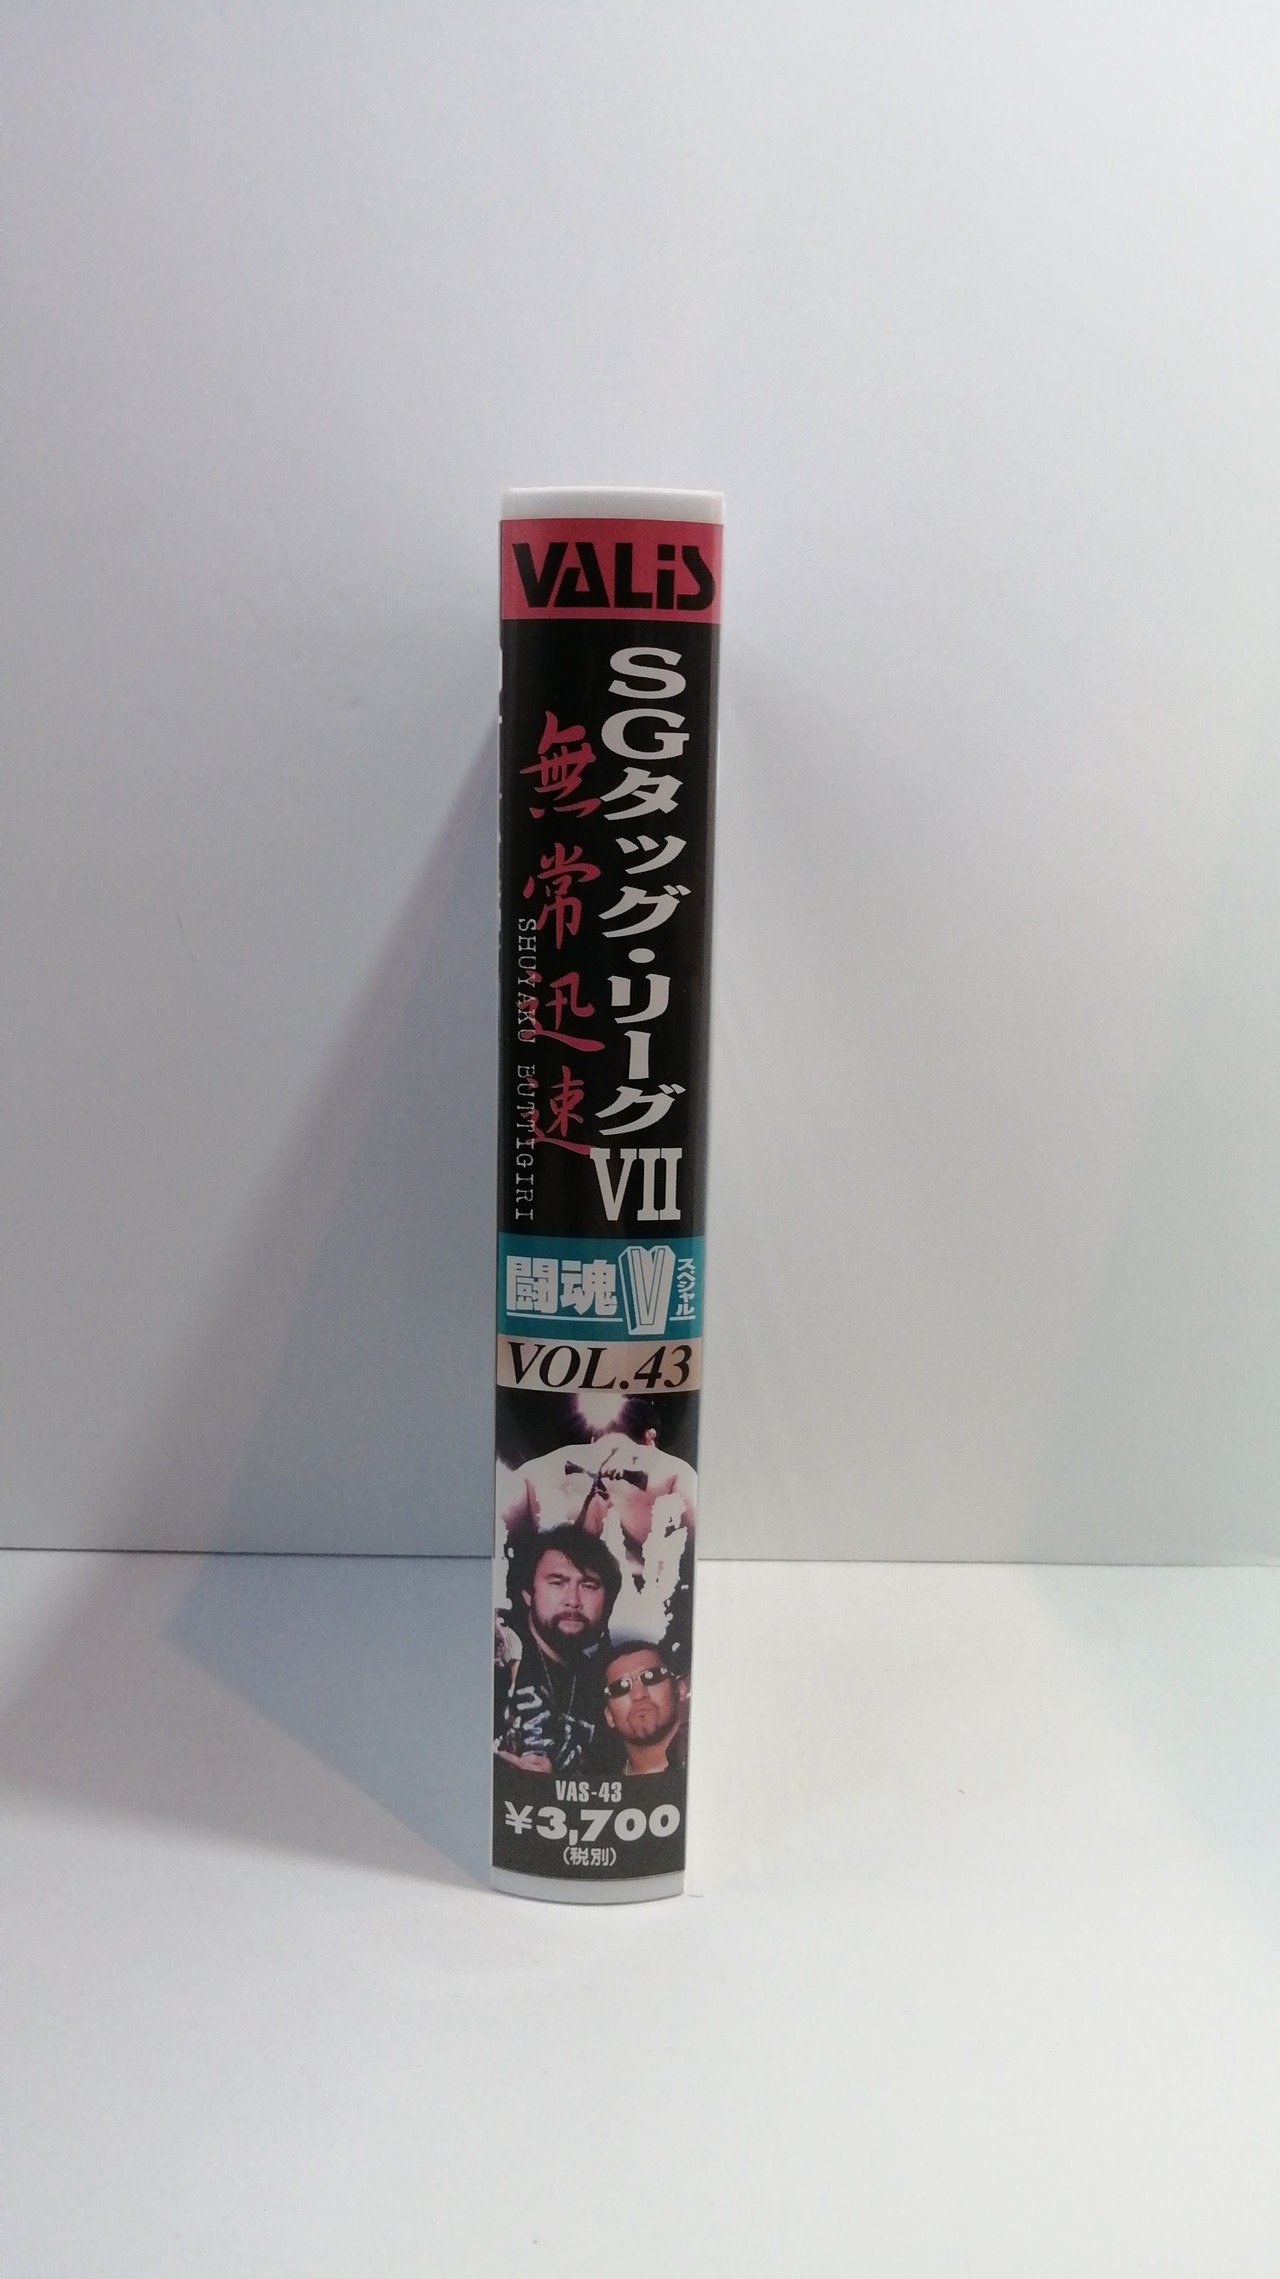 VALIS
SGタッグ・リーグVII
無常迅速
SHUYAKU BUTTIGIRI
闘魂Vスペシャル
VOL.43
VAS-43
¥3,700
(税別)